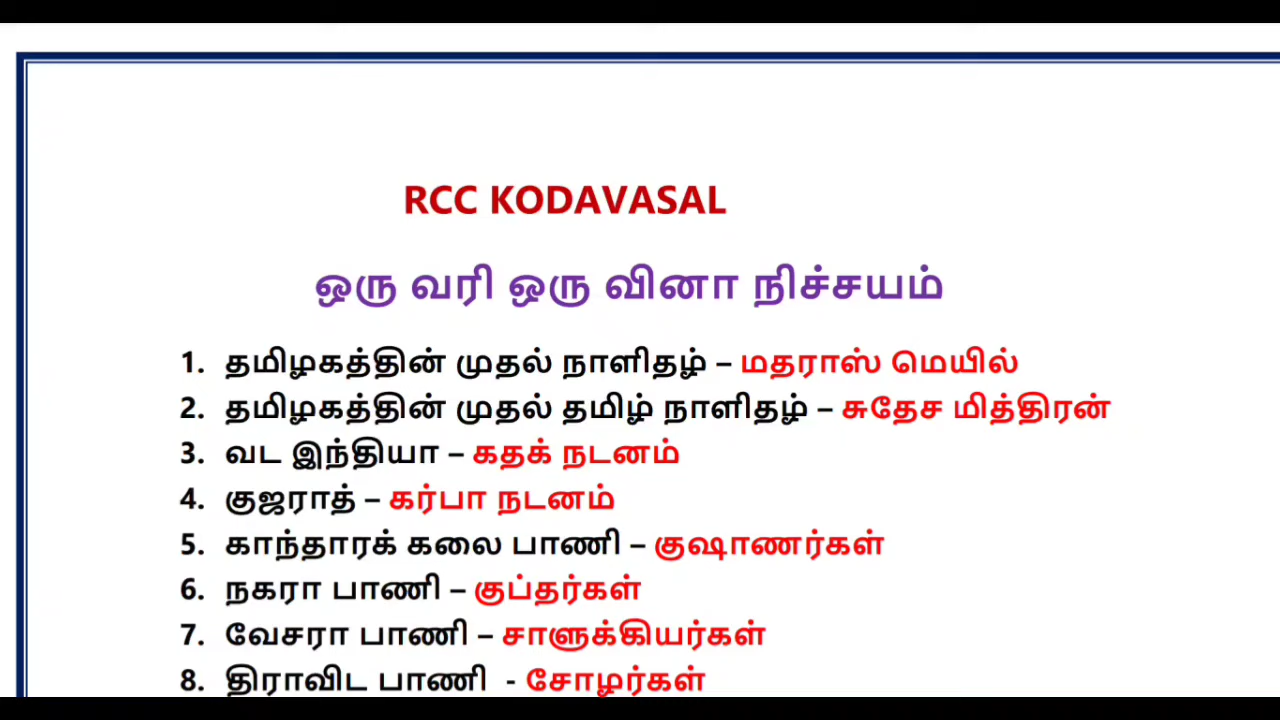 RCC KODAVASAL
ஒரு வரி ஒரு வினா நிச்சயம்
1. தமிழகத்தின் முதல் நாளிதழ் – மதராஸ் மெயில்
2. தமிழகத்தின் முதல் தமிழ் நாளிதழ் – சுதேச மித்திரன்
3. வட இந்தியா – கதக் நடனம்
4. குஜராத் – கர்பா நடனம்
5. காந்தாரக் கலை பாணி – குஷாணர்கள்
6. நகரா பாணி – குப்தர்கள்
7. வேசரா பாணி – சாளுக்கியர்கள்
8. திராவிட பாணி - சோழர்கள்